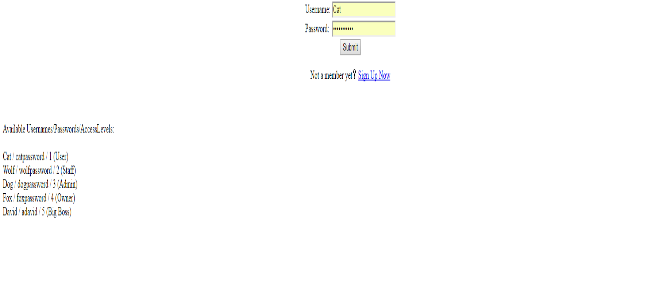 Username: Cat
Password: ••••••••••
Submit
Not a member yet? Sign Up Now
Available Usernames/Passwords/AccessLevels:
Cat / catpassword / 1 (User)
Wolf / wolfpassword / 2 (Staff)
Dog / dogpassword / 3 (Admin)
Fox / foxpassword / 4 (Owner)
David / adavid / 5 (Big Boss)